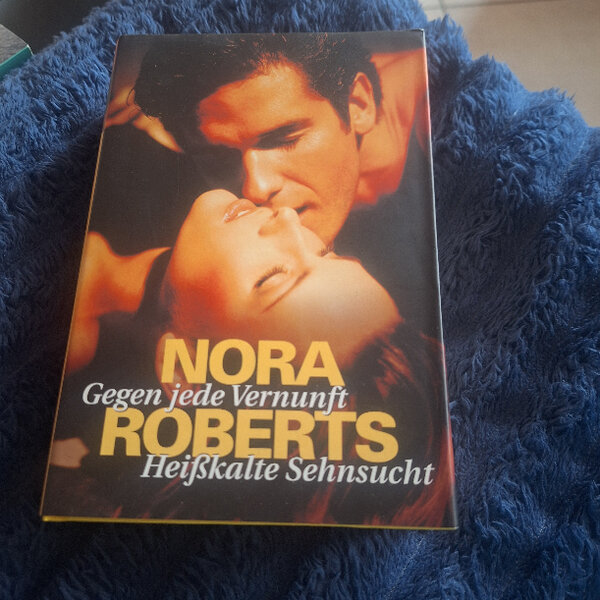 NORA
Gegen jede Vernunft
ROBERTS
Heißkalte Sehnsucht